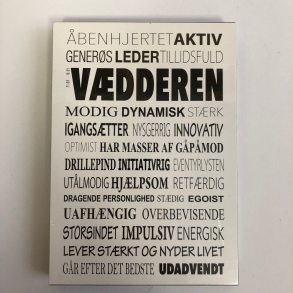 ÅBENHJERTET AKTIV
GENERØS LEDER TILLIDSFULD
VÆDDEREN
MODIG DYNAMISK STÆRK
IGANGSÆTTER NYSGERRIG INNOVATIV
OPTIMIST HAR MASSER AF GÅPÅMOD
DRILLEPIND INITIATIVRIG EVENTYRLYSTEN
UTÅLMODIG HJÆLPSOM RETFÆRDIG
DRAGENDE PERSONLIGHED STÆDIG EGOIST
UAFHÆNGIG OVERBEVISENDE
STORSINDET IMPULSIV ENERGISK
LEVER STÆRKT OG NYDER LIVET
GÅR EFTER DET BEDSTE UDADVENDT